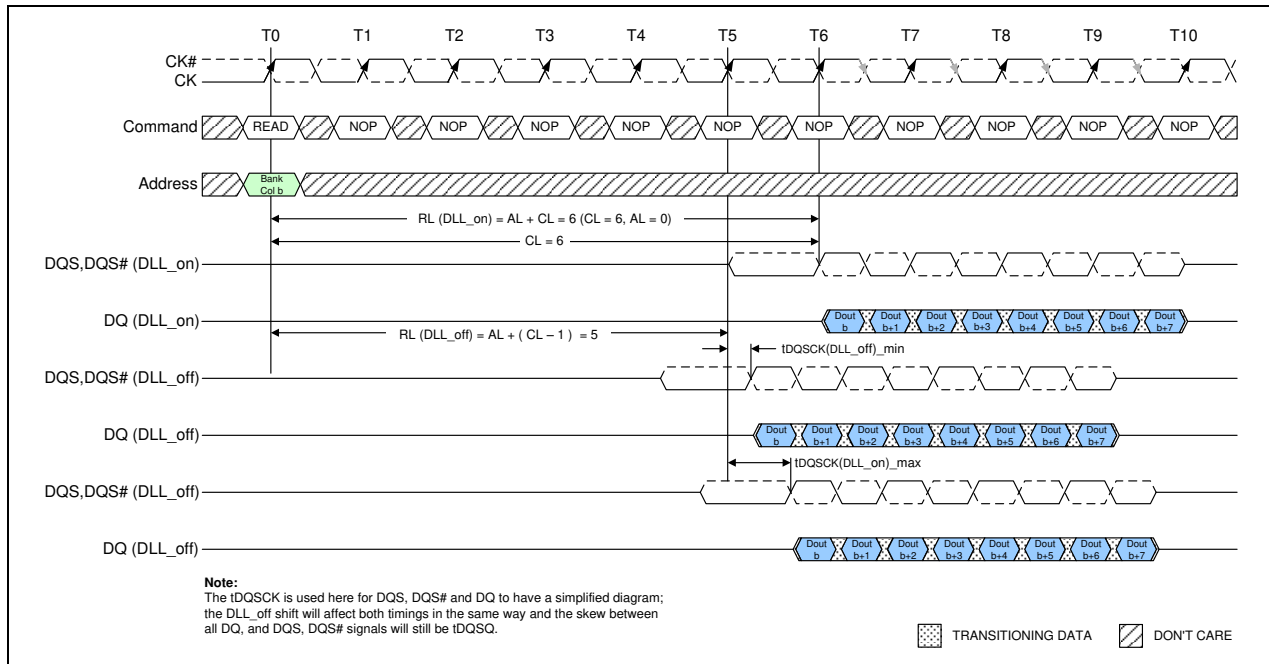 T0 T1 T2 T3 T4 T5 T6 T7 T8 T9 T10
CK#
CK
Command READ NOP NOP NOP NOP NOP NOP NOP NOP NOP NOP
Address Bank
Col b
RL (DLL_on) = AL + CL = 6 (CL = 6, AL = 0)
CL = 6
DQS,DQS# (DLL_on)
DQ (DLL_on) Dout Dout Dout Dout Dout Dout Dout Dout
b b+1 b+2 b+3 b+4 b+5 b+6 b+7
RL (DLL_off) = AL + ( CL – 1 ) = 5
tDQSCK(DLL_off)_min
DQS,DQS# (DLL_off)
DQ (DLL_off) Dout Dout Dout Dout Dout Dout Dout Dout
b b+1 b+2 b+3 b+4 b+5 b+6 b+7
tDQSCK(DLL_on)_max
DQS,DQS# (DLL_off)
DQ (DLL_off) Dout Dout Dout Dout Dout Dout Dout Dout
b b+1 b+2 b+3 b+4 b+5 b+6 b+7
Note:
The tDQSCK is used here for DQS, DQS# and DQ to have a simplified diagram;
the DLL_off shift will affect both timings in the same way and the skew between
all DQ, and DQS, DQS# signals will still be tDQSQ.
TRANSITIONING DATA DON'T CARE